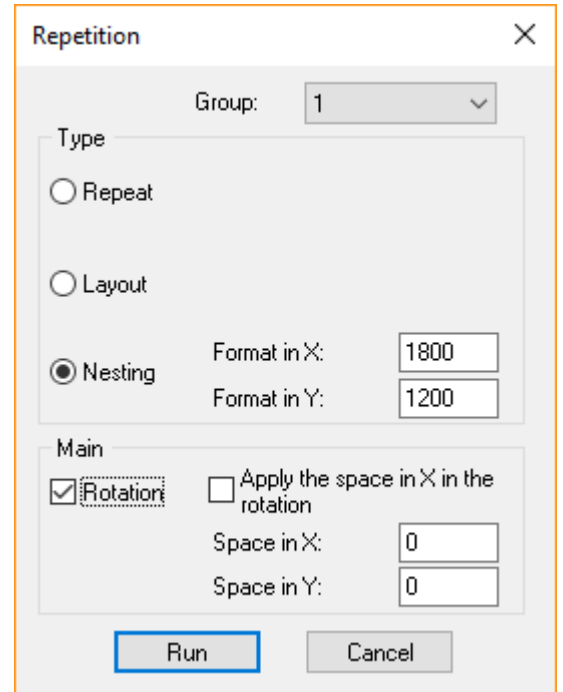 Repetition
Group: 1
Type
Repeat
Layout
Nesting
Format in X: 1800
Format in Y: 1200
Main
Rotation
Apply the space in X in the
rotation
Space in X: 0
Space in Y: 0
Run Cancel